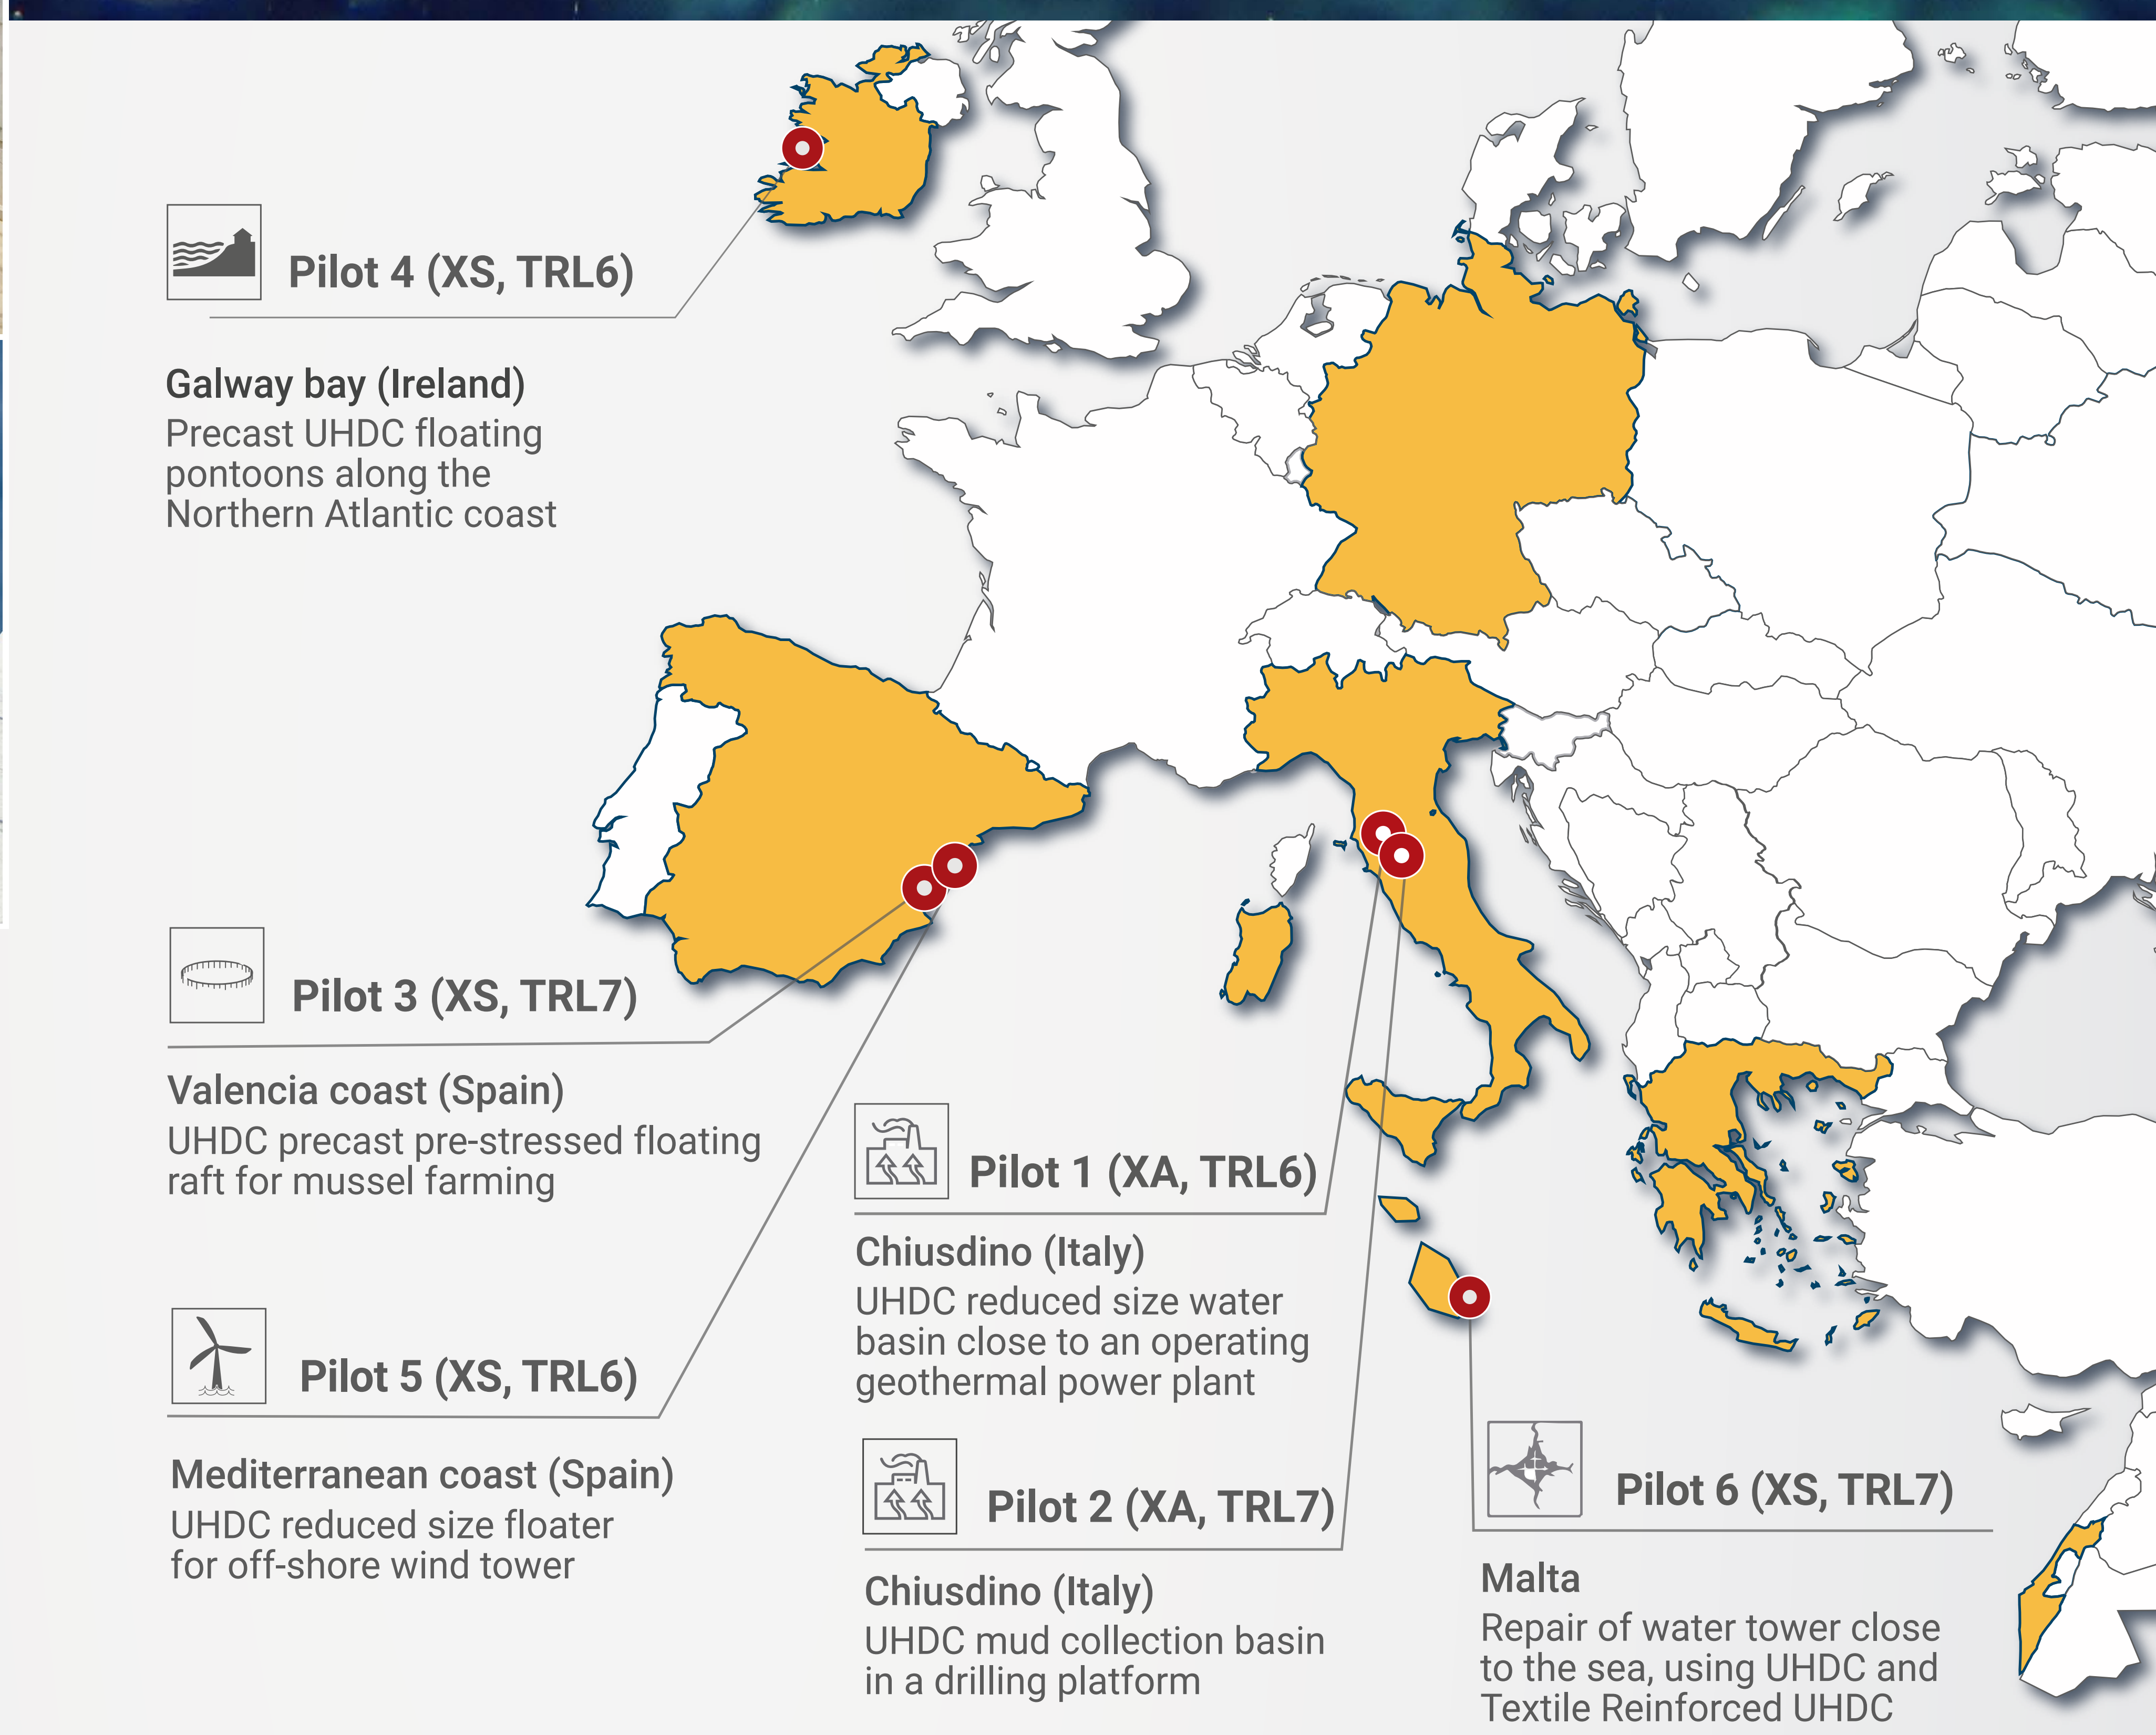 Pilot 4 (XS, TRL6)
Galway bay (Ireland)
Precast UHDC floating
pontoons along the
Northern Atlantic coast
Pilot 3 (XS, TRL7)
Valencia coast (Spain)
UHDC precast pre-stressed floating
raft for mussel farming
Pilot 5 (XS, TRL6)
Mediterranean coast (Spain)
UHDC reduced size floater
for off-shore wind tower
Pilot 1 (XA, TRL6)
Chiusdino (Italy)
UHDC reduced size water
basin close to an operating
geothermal power plant
Pilot 2 (XA, TRL7)
Chiusdino (Italy)
UHDC mud collection basin
in a drilling platform
Pilot 6 (XS, TRL7)
Malta
Repair of water tower close
to the sea, using UHDC and
Textile Reinforced UHDC